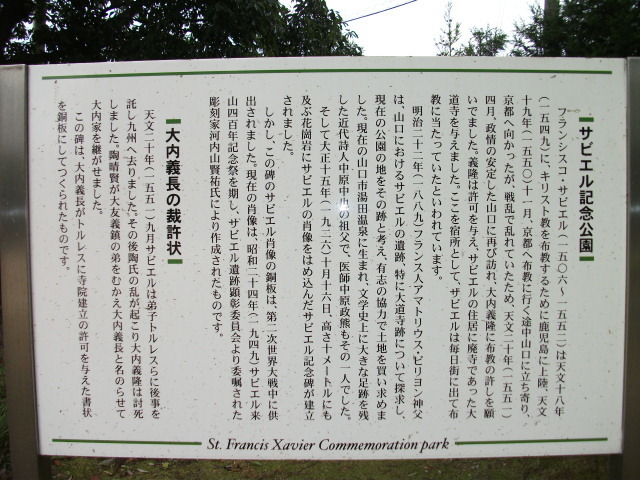 サビエル記念公園
フランシスコ・サビエル(一五〇六〜一五五二)は天文十八年
(一五四九)に、キリスト教を布教するために鹿児島に上陸、天文
十九年(一五五〇)十一月、京都へ布教に行く途中山口に立ち寄り、
京都へ向かったが、戦乱で乱れていたため、天文二十年(一五五一)
四月、政情の安定した山口に再び訪れ、大内義隆に布教の許しを願
いでました。義隆は許可を与え、サビエルの住居に廃寺であった大
道寺を与えました。ここを宿所として、サビエルは毎日街に出て布
教に当たっていたといわれています。
明治二十二年(一八八九)フランス人アマトリウス・ビリヨン神父
は、山口におけるサビエルの遺跡、特に大道寺跡について探求し、
現在の公園の地をその跡と考え、有志の協力で土地を買い求めま
した。現在の山口市湯田温泉に生まれ、文学史上に大きな足跡を残
した近代詩人中原中也の祖父で、医師中原政熊もその一人でした。
そして大正十五年(一九二六)十月十六日、高さ十メートルにも
及ぶ花崗岩にサビエルの肖像をはめ込んだサビエル記念碑が建立
されました。
しかし、この碑のサビエル肖像の銅板は、第二次世界大戦中に供
出されました。現在の肖像は、昭和二十四年(一九四九)サビエル来
山四百年記念祭を期し、サビエル遺跡顕彰委員会より委嘱された
彫刻家河内山賢祐氏により作成されたものです。
大内義長の裁許状
天文二十年(一五五一)九月サビエルは弟子トルレスらに後事を
託し九州へ去りました。その後陶氏の乱が起こり大内義隆は討死
しました。陶晴賢が大友義鎮の弟をむかえ大内義長と名のらせて
大内家を継がせました。
この碑は、大内義長がトルレスに寺院建立の許可を与えた書状
を銅板にしてつくられたものです。
St. Francis Xavier Commemoration park